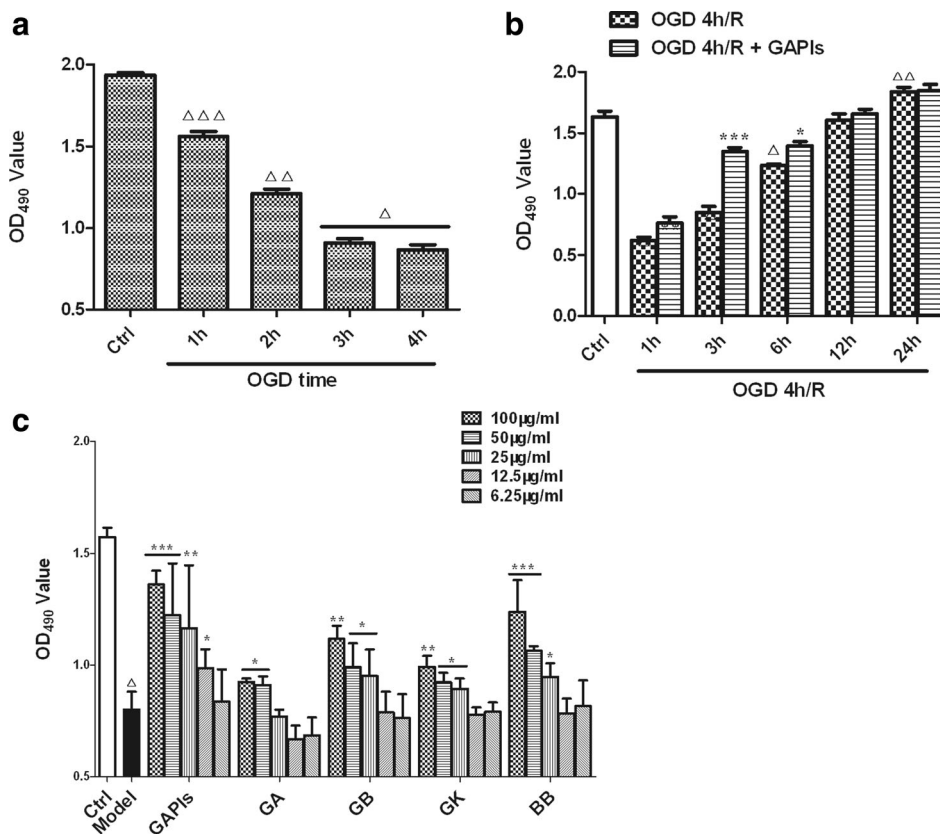 a
2.0
1.5
1.0
0.5
OD490 Value
△ △ △
△ △
△
Ctrl
1h
2h
3h
4h
OGD time
b
OGD 4h/R
OGD 4h/R + GAPIs
2.0
1.5
1.0
0.5
0.0
OD490 Value
**
***
△
*
△△
Ctrl
1h
3h
6h
12h
24h
OGD 4h/R
c
100μg/ml
50μg/ml
25μg/ml
12.5μg/ml
6.25μg/ml
2.0
1.5
1.0
0.5
OD490 Value
△
***
**
*
*
**
*
**
*
***
*
Ctrl
Model
GAPIs
GA
GB
GK
BB